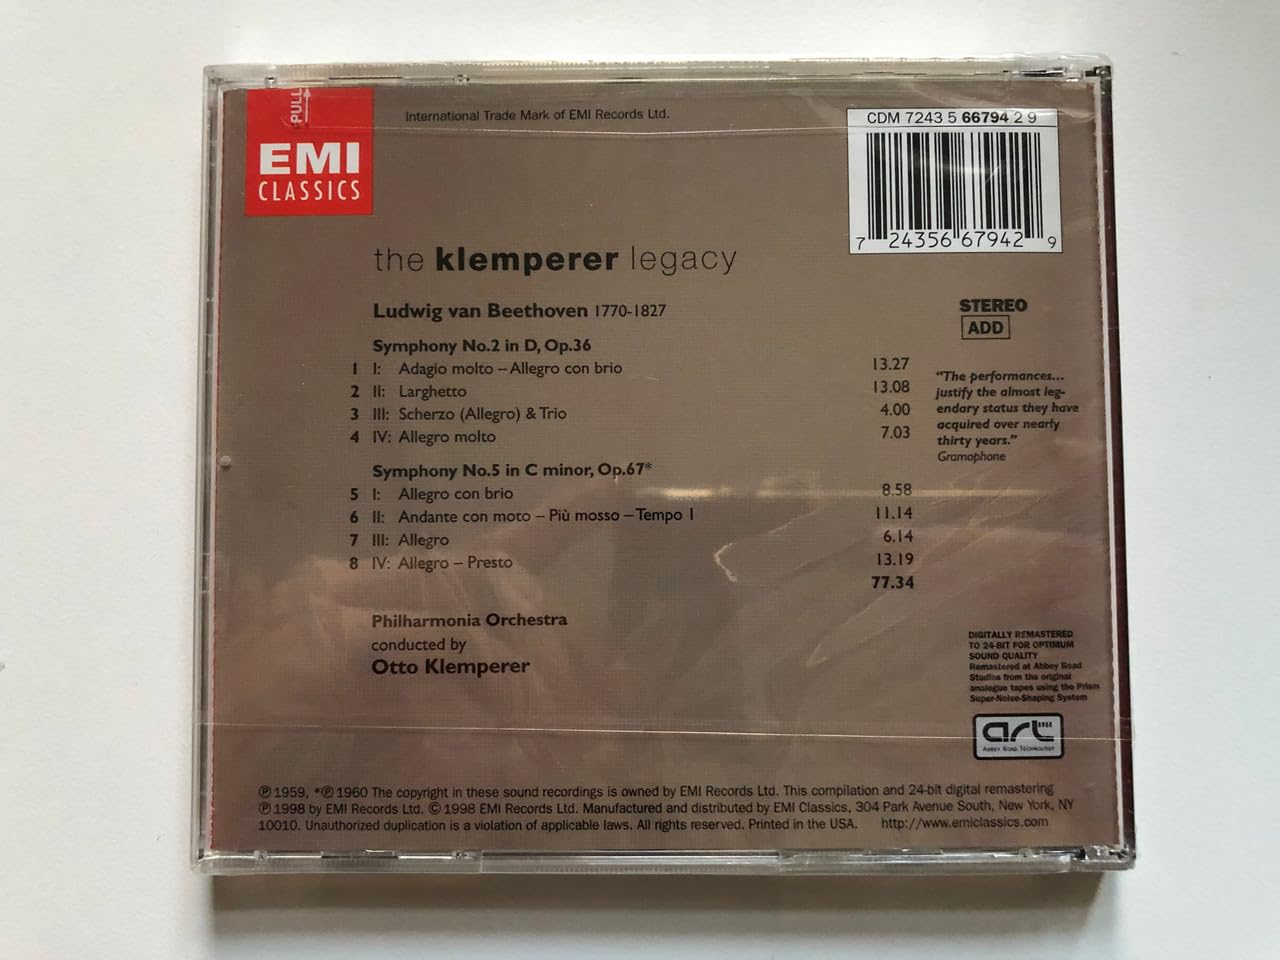 PULL
EMI
CLASSICS
International Trade Mark of EMI Records Ltd.
CDM 7243 5 66794 2 9
7 24356 67942 9
the klemperer legacy
Ludwig van Beethoven 1770-1827
STEREO
ADD
Symphony No.2 in D, Op.36
1 I: Adagio molto – Allegro con brio 13.27
2 II: Larghetto 13.08
3 III: Scherzo (Allegro) & Trio 4.00
4 IV: Allegro molto 7.03
Symphony No.5 in C minor, Op.67*
5 I: Allegro con brio 8.58
6 II: Andante con moto – Più mosso – Tempo I 11.14
7 III: Allegro 6.14
8 IV: Allegro – Presto 13.19
77.34
"The performances...
justify the almost leg-
endary status they have
acquired over nearly
thirty years."
Gramophone
Philharmonia Orchestra
conducted by
Otto Klemperer
DIGITALLY REMASTERED
TO 24-BIT FOR OPTIMUM
SOUND QUALITY
Remastered at Abbey Road
Studios from the original
analogue tapes using the Prism
Super-Noise-Shaping System
art
ABBEY ROAD TECHNOLOGY
℗ 1959, *℗ 1960 The copyright in these sound recordings is owned by EMI Records Ltd. This compilation and 24-bit digital remastering
℗ 1998 by EMI Records Ltd. © 1998 EMI Records Ltd. Manufactured and distributed by EMI Classics, 304 Park Avenue South, New York, NY
10010. Unauthorized duplication is a violation of applicable laws. All rights reserved. Printed in the USA. http://www.emiclassics.com